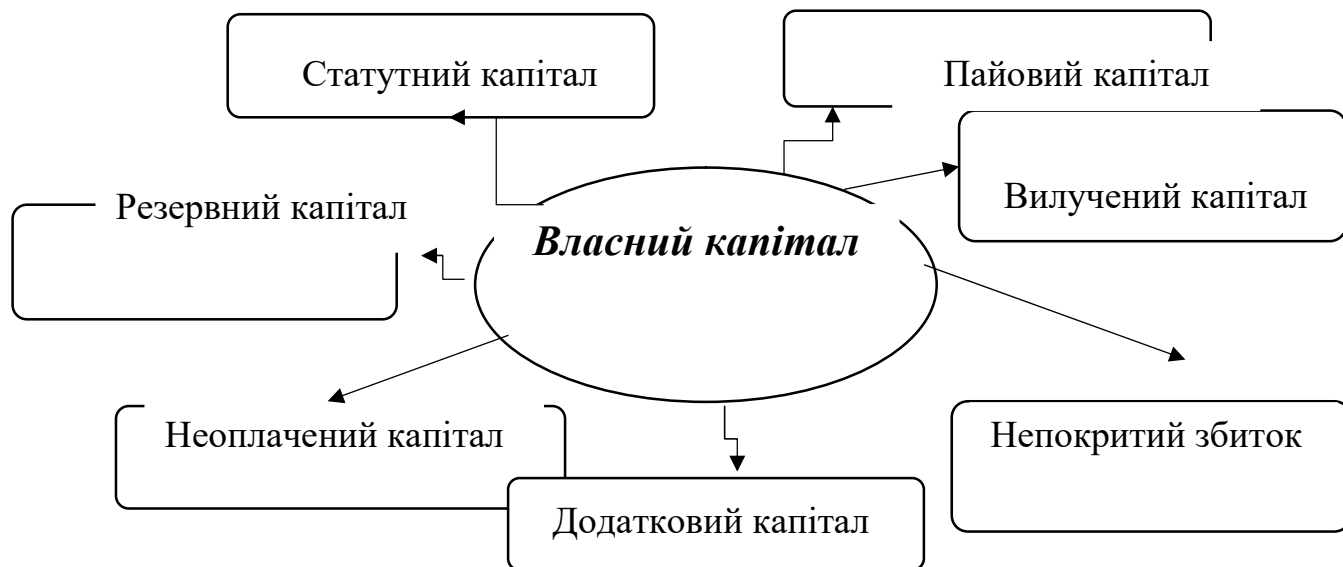 Статутний капітал
Пайовий капітал
Вилучений капітал
Резервний капітал
Власний капітал
Неоплачений капітал
Непокритий збиток
Додатковий капітал